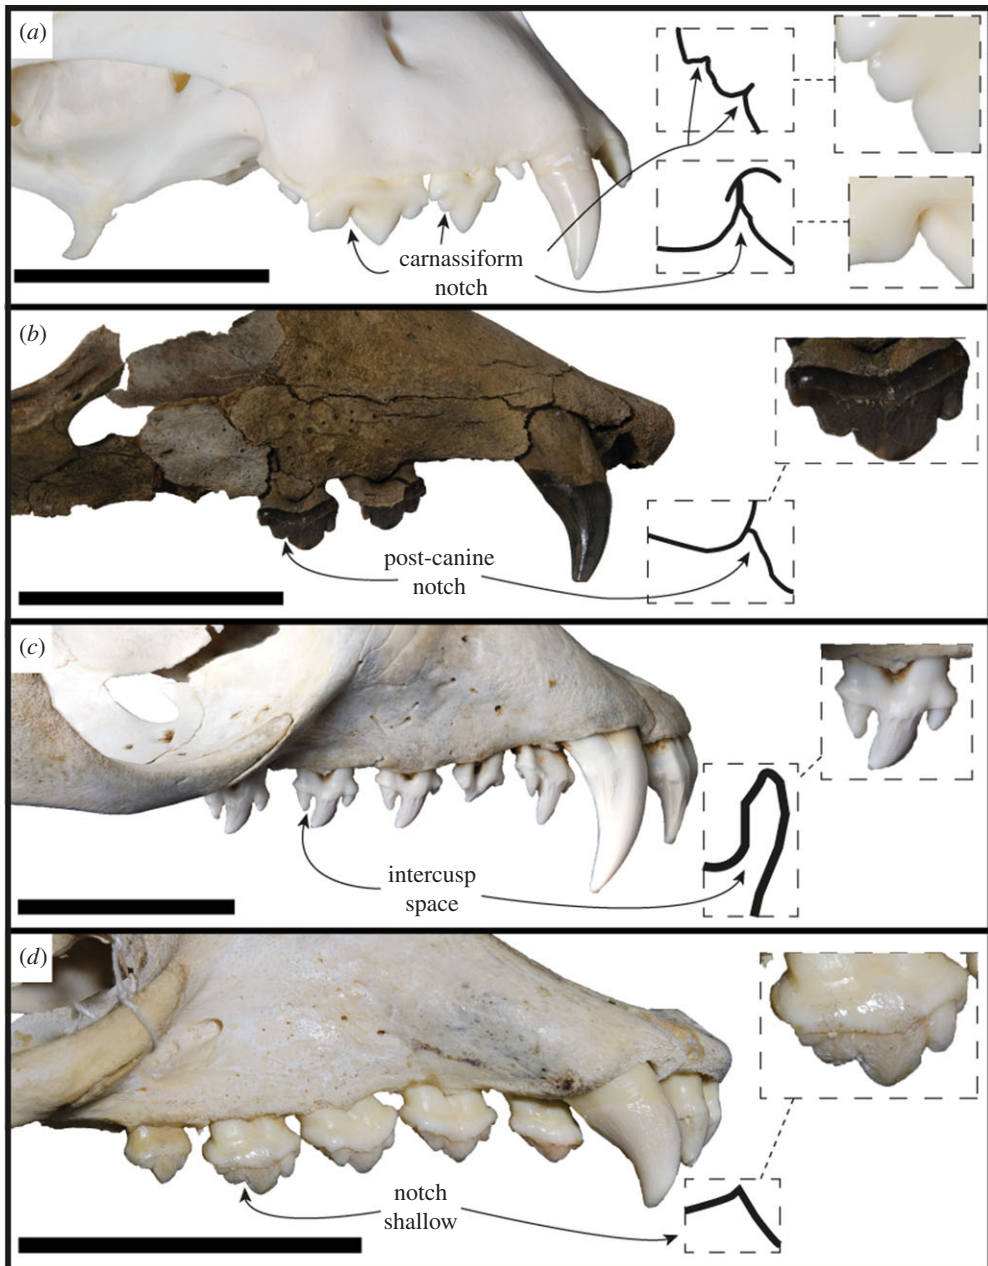 (a)
carnassiform
notch
(b)
post-canine
notch
(c)
intercusp
space
(d)
notch
shallow